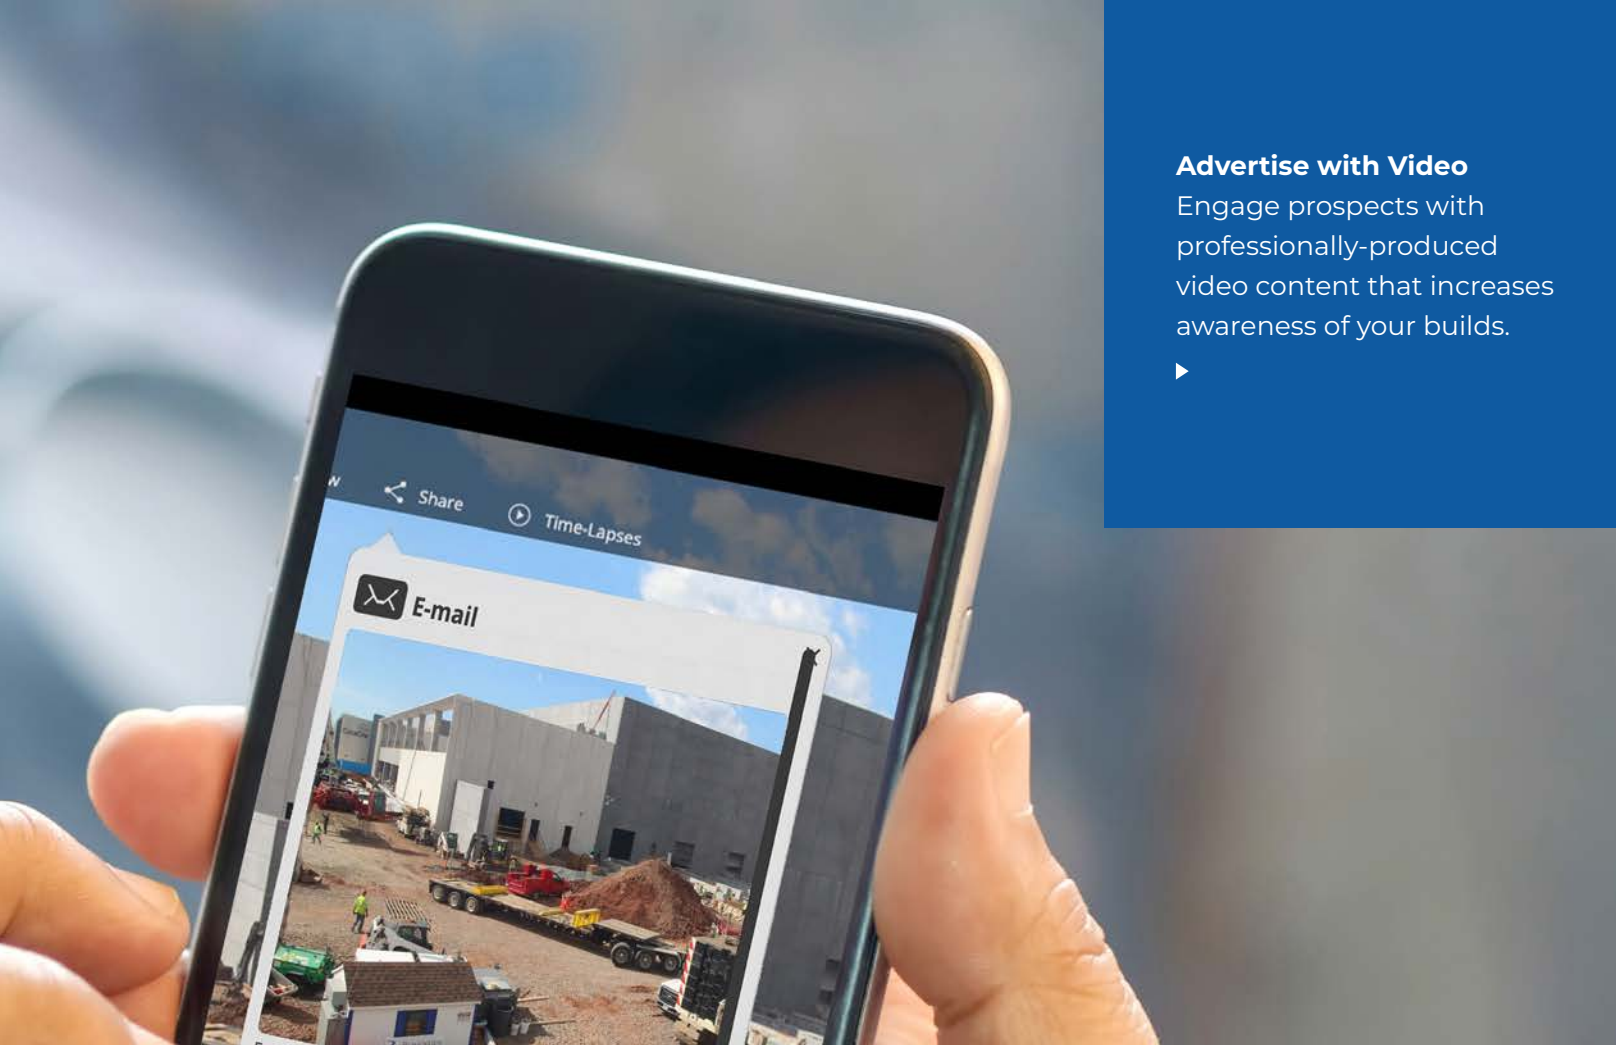 Advertise with Video
Engage prospects with
professionally-produced
video content that increases
awareness of your builds.
Share
Time-Lapses
E-mail